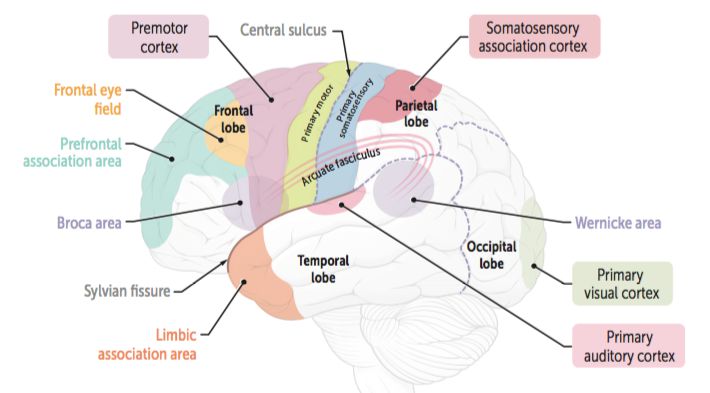 Premotor
cortex
Central sulcus
Somatosensory
association cortex
Frontal eye
field
Frontal
lobe
Primary motor
Primary
somatosensory
Parietal
lobe
Prefrontal
association area
Arcuate fasciculus
Broca area
Wernicke area
Temporal
lobe
Occipital
lobe
Sylvian fissure
Primary
visual cortex
Limbic
association area
Primary
auditory cortex